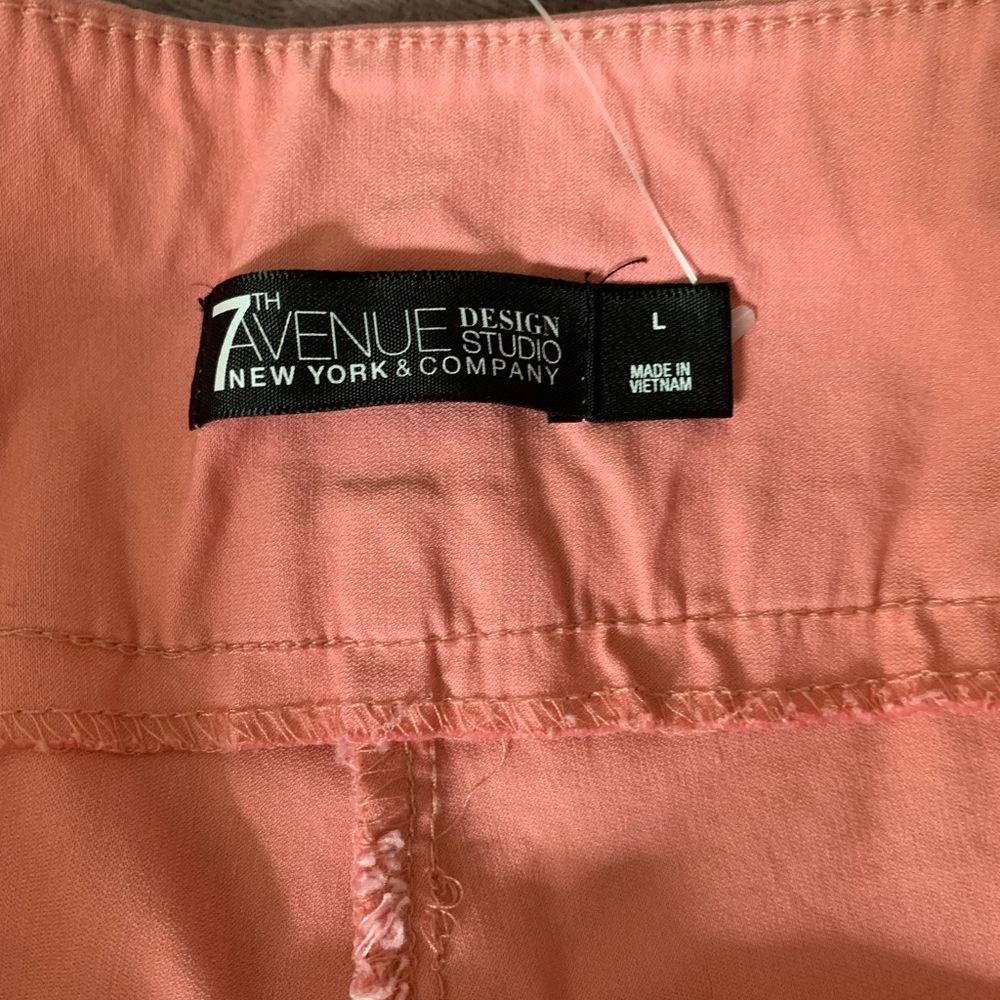 7TH AVENUE DESIGN STUDIO
NEW YORK & COMPANY
L
MADE IN
VIETNAM